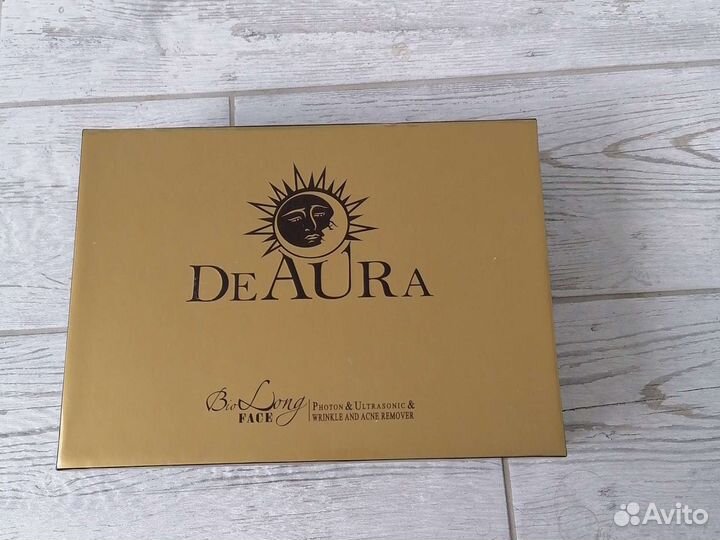 DEAURA
Bio Long
FACE
PHOTON & ULTRASONIC &
WRINKLE AND ACNE REMOVER
Avito